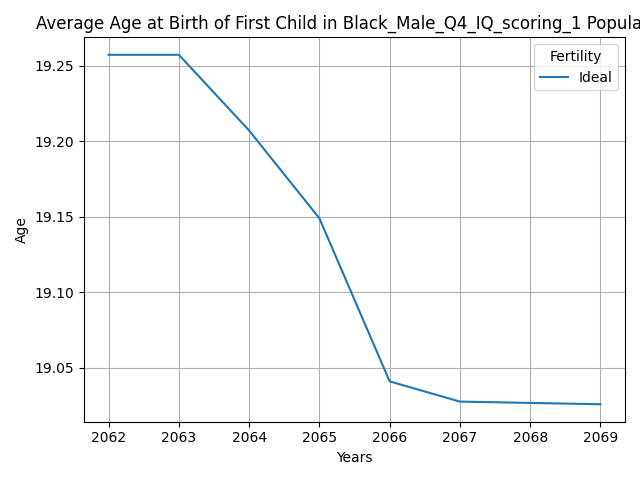 Average Age at Birth of First Child in Black_Male_Q4_IQ_scoring_1 Popula
Fertility
Ideal
19.25
19.20
19.15
19.10
19.05
Age
2062 2063 2064 2065 2066 2067 2068 2069
Years